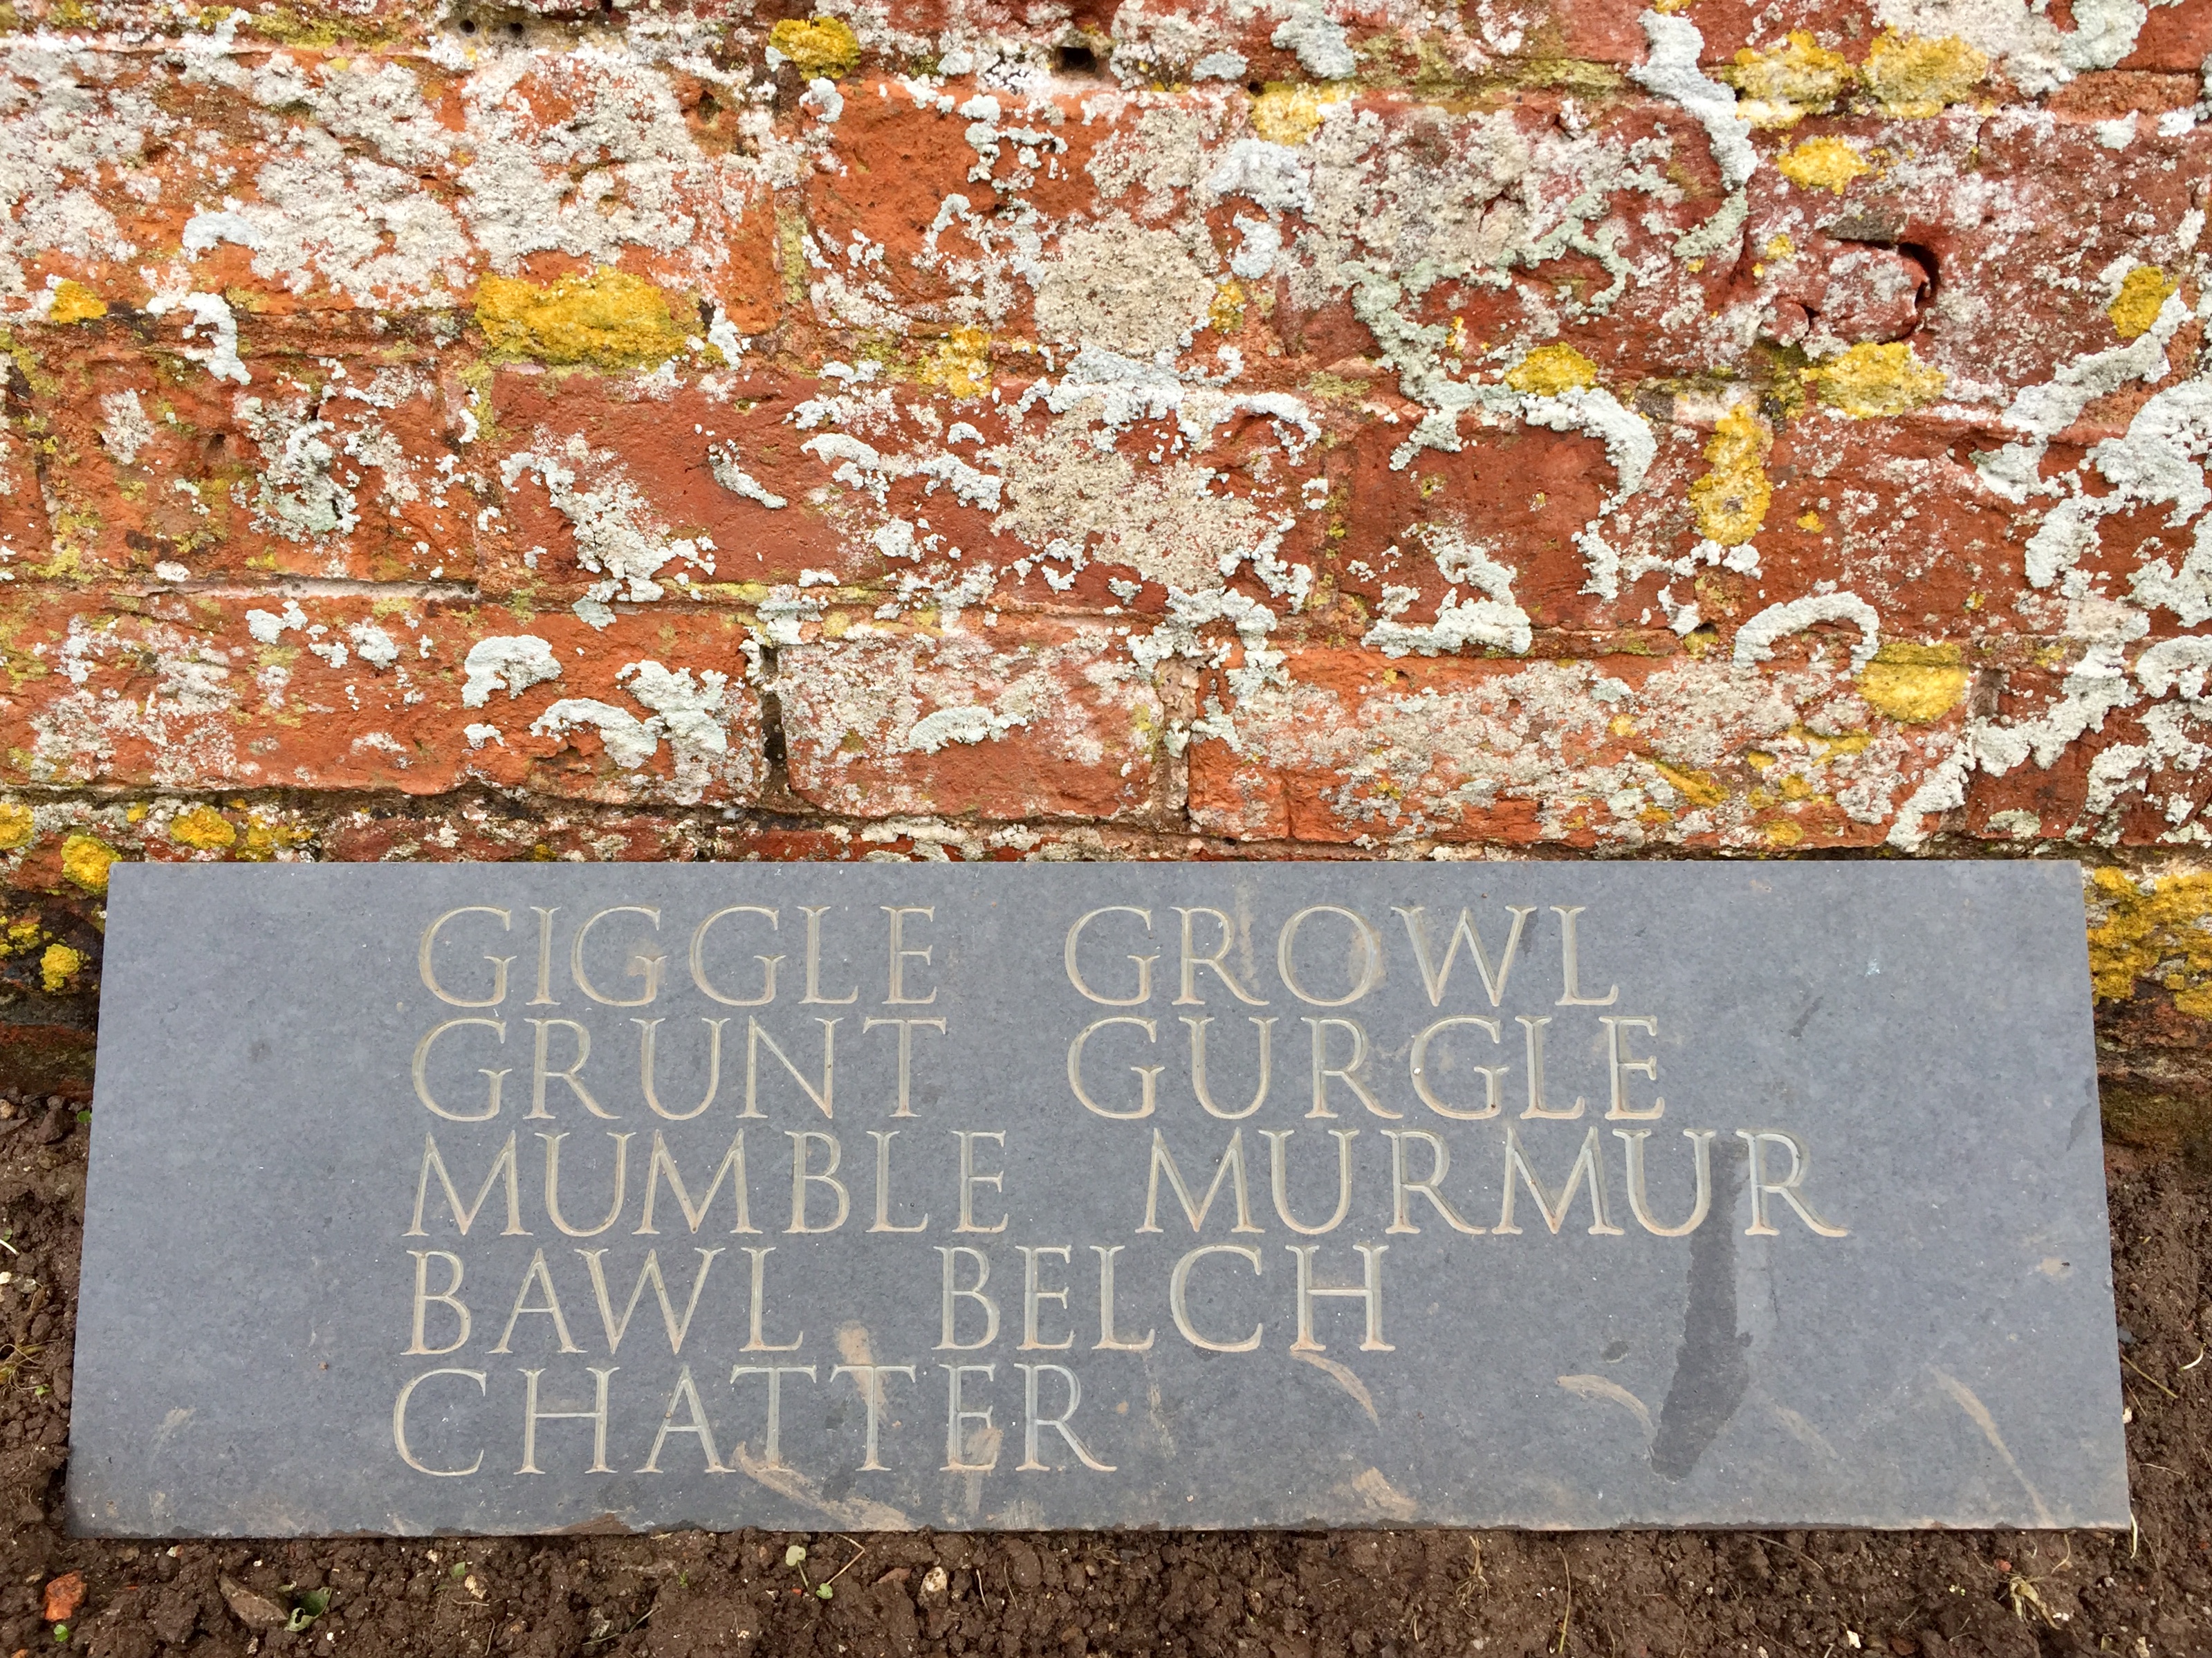 GIGGLE GROWL
GRUNT GURGLE
MUMBLE MURMUR
BAWL BELCH
CHATTER